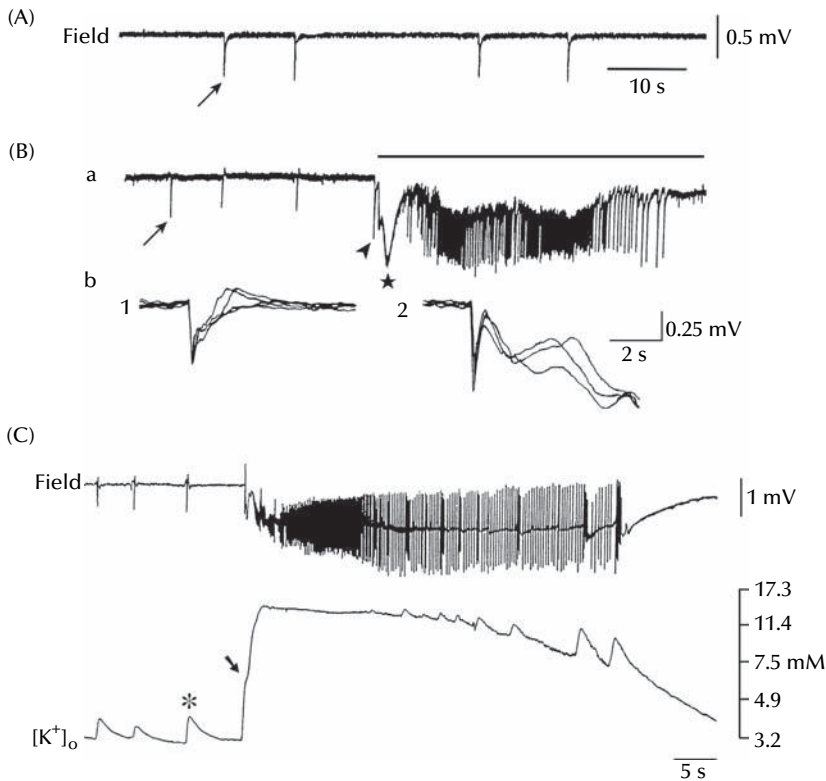 (A)
Field
0.5 mV
10 s
(B)
a
b
1
2
0.25 mV
2 s
(C)
Field
1 mV
17.3
11.4
7.5 mM
4.9
3.2
*
[K⁺]ₒ
5 s